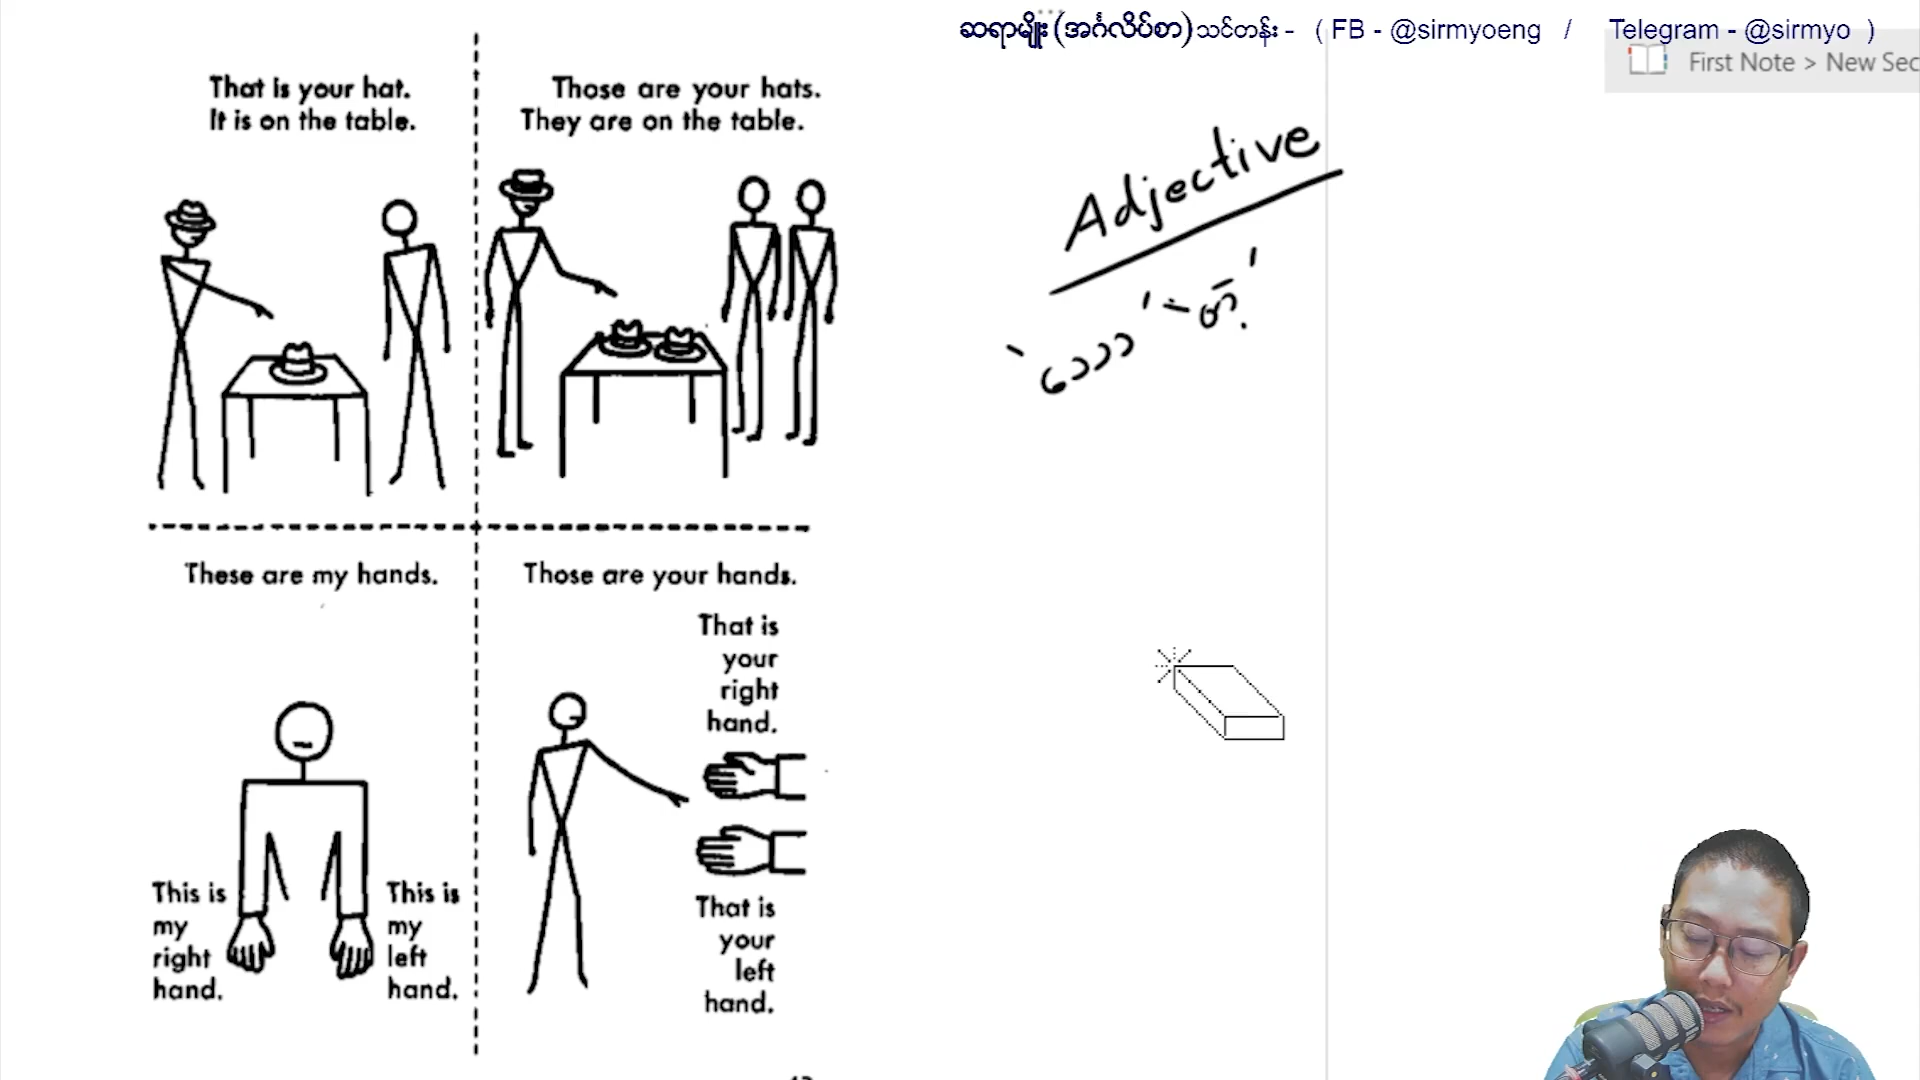 ဆရာမျိုး (အင်္ဂလိပ်စာ) သင်တန်း - ( FB - @sirmyoeng / Telegram - @sirmyo )
First Note > New Sec
That is your hat.
It is on the table.
Those are your hats.
They are on the table.
Adjective
These are my hands.
This is
my
right
hand.
This is
my
left
hand.
Those are your hands.
That is
your
right
hand.
That is
your
left
hand.